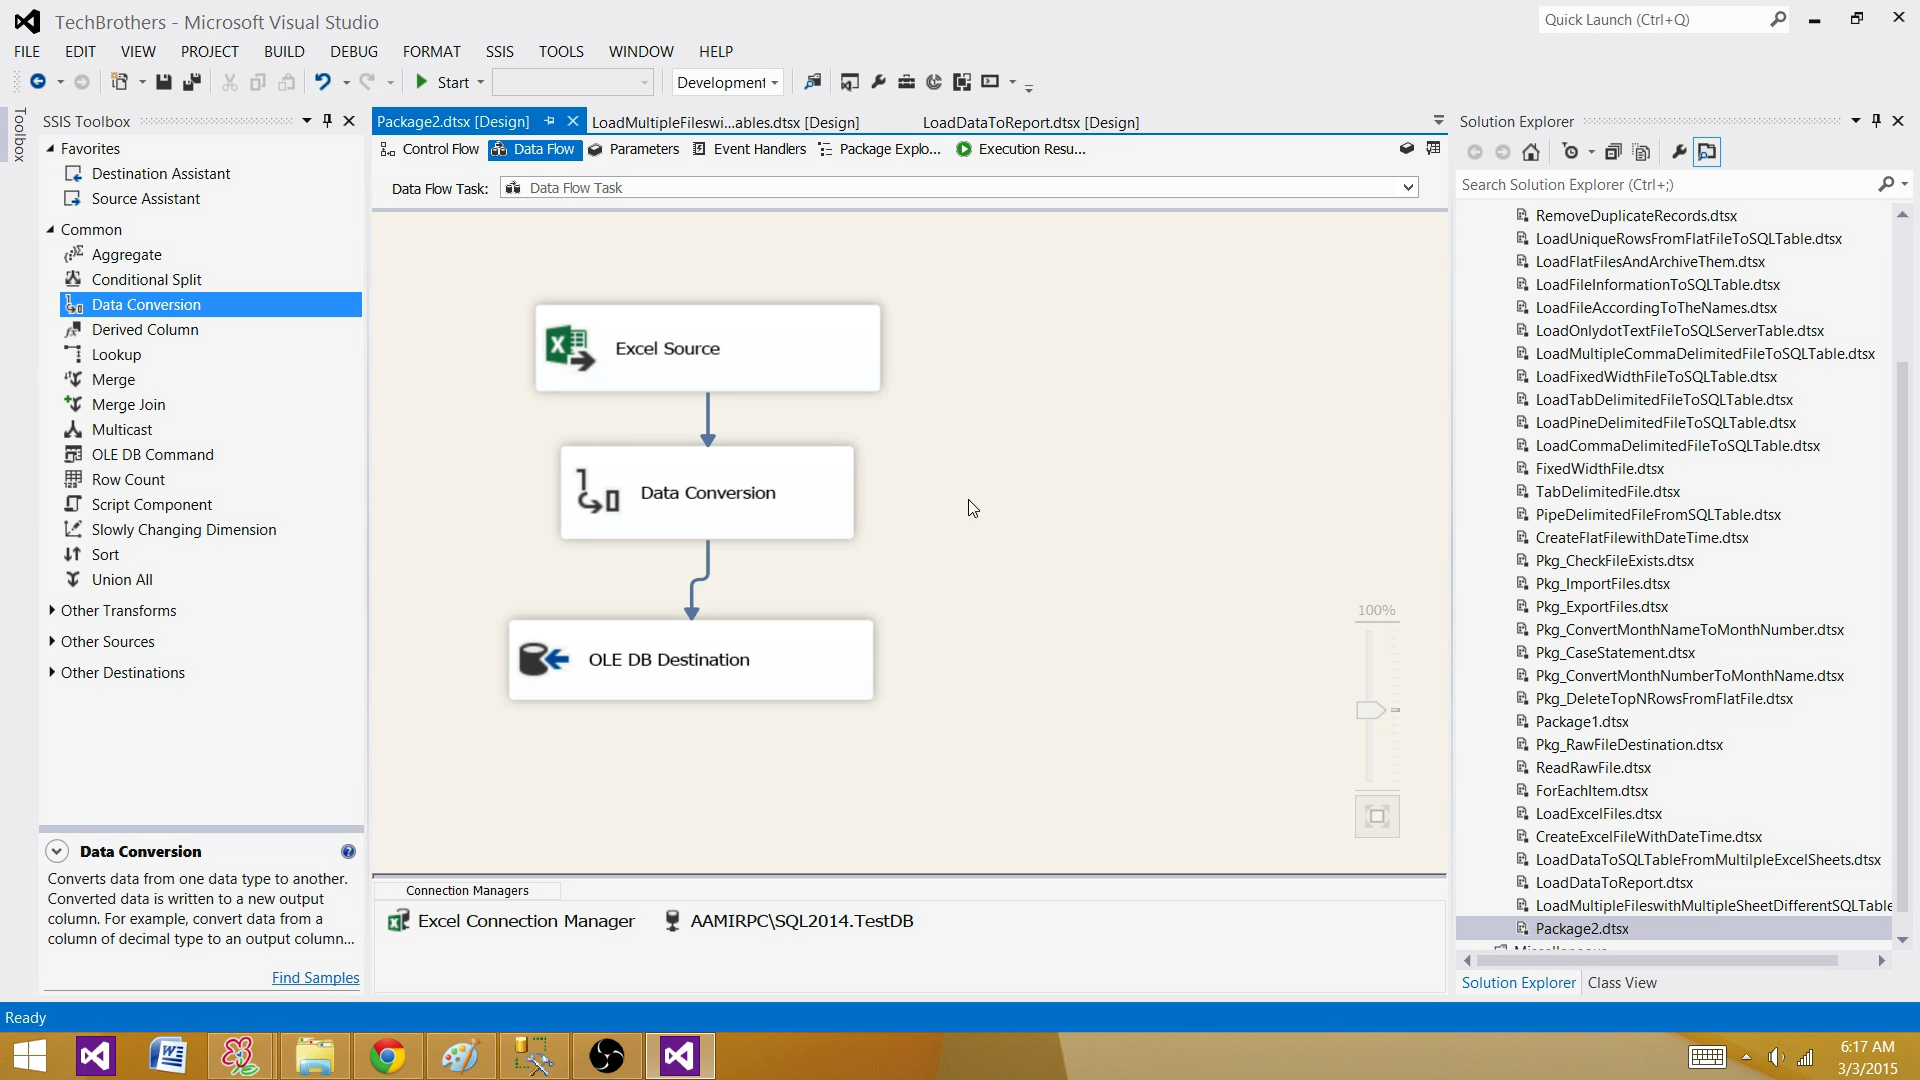 TechBrothers - Microsoft Visual Studio
Quick Launch (Ctrl+Q)
FILE EDIT VIEW PROJECT BUILD DEBUG FORMAT SSIS TOOLS WINDOW HELP
Start
Development
Toolbox
SSIS Toolbox
Favorites
Destination Assistant
Source Assistant
Common
Aggregate
Conditional Split
Data Conversion
Derived Column
Lookup
Merge
Merge Join
Multicast
OLE DB Command
Row Count
Script Component
Slowly Changing Dimension
Sort
Union All
Other Transforms
Other Sources
Other Destinations
Data Conversion
Converts data from one data type to another.
Converted data is written to a new output
column. For example, convert data from a
column of decimal type to an output column...
Find Samples
Package2.dtsx [Design]
LoadMultipleFileswi...ables.dtsx [Design]
LoadDataToReport.dtsx [Design]
Control Flow
Data Flow
Parameters
Event Handlers
Package Explo...
Execution Resu...
Data Flow Task:
Data Flow Task
Excel Source
Data Conversion
OLE DB Destination
100%
Connection Managers
Excel Connection Manager
AAMIRPC\SQL2014.TestDB
Solution Explorer
Search Solution Explorer (Ctrl+;)
RemoveDuplicateRecords.dtsx
LoadUniqueRowsFromFlatFileToSQLTable.dtsx
LoadFlatFilesAndArchiveThem.dtsx
LoadFileInformationToSQLTable.dtsx
LoadFileAccordingToTheNames.dtsx
LoadOnlydotTextFileToSQLServerTable.dtsx
LoadMultipleCommaDelimitedFileToSQLTable.dtsx
LoadFixedWidthFileToSQLTable.dtsx
LoadTabDelimitedFileToSQLTable.dtsx
LoadPineDelimitedFileToSQLTable.dtsx
LoadCommaDelimitedFileToSQLTable.dtsx
FixedWidthFile.dtsx
TabDelimitedFile.dtsx
PipeDelimitedFileFromSQLTable.dtsx
CreateFlatFilewithDateTime.dtsx
Pkg_CheckFileExists.dtsx
Pkg_ImportFiles.dtsx
Pkg_ExportFiles.dtsx
Pkg_ConvertMonthNameToMonthNumber.dtsx
Pkg_CaseStatement.dtsx
Pkg_ConvertMonthNumberToMonthName.dtsx
Pkg_DeleteTopNRowsFromFlatFile.dtsx
Package1.dtsx
Pkg_RawFileDestination.dtsx
ReadRawFile.dtsx
ForEachItem.dtsx
LoadExcelFiles.dtsx
CreateExcelFileWithDateTime.dtsx
LoadDataToSQLTableFromMultilpleExcelSheets.dtsx
LoadDataToReport.dtsx
LoadMultipleFileswithMultipleSheetDifferentSQLTable
Package2.dtsx
Solution Explorer
Class View
Ready
6:17 AM
3/3/2015